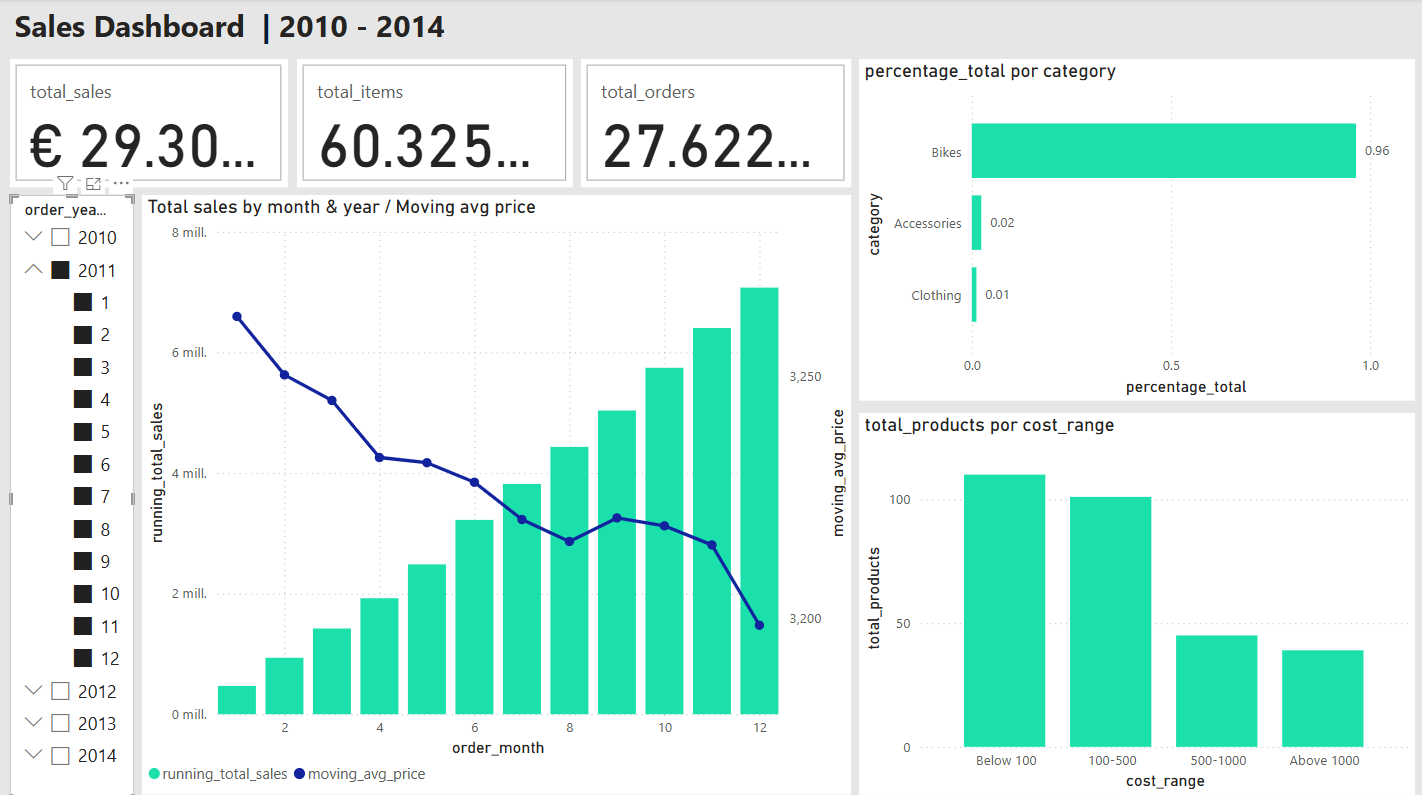 Sales Dashboard | 2010 - 2014
total_sales
€ 29.30...
total_items
60.325...
total_orders
27.622...
order_yea...
2010
2011
1
2
3
4
5
6
7
8
9
10
11
12
2012
2013
2014
Total sales by month & year / Moving avg price
8 mill.
6 mill.
4 mill.
2 mill.
0 mill.
running_total_sales
3,250
3,200
moving_avg_price
2
4
6
8
10
12
order_month
running_total_sales
moving_avg_price
percentage_total por category
category
Bikes
0.96
Accessories
0.02
Clothing
0.01
0.0
0.5
1.0
percentage_total
total_products por cost_range
total_products
100
50
0
Below 100
100-500
500-1000
Above 1000
cost_range